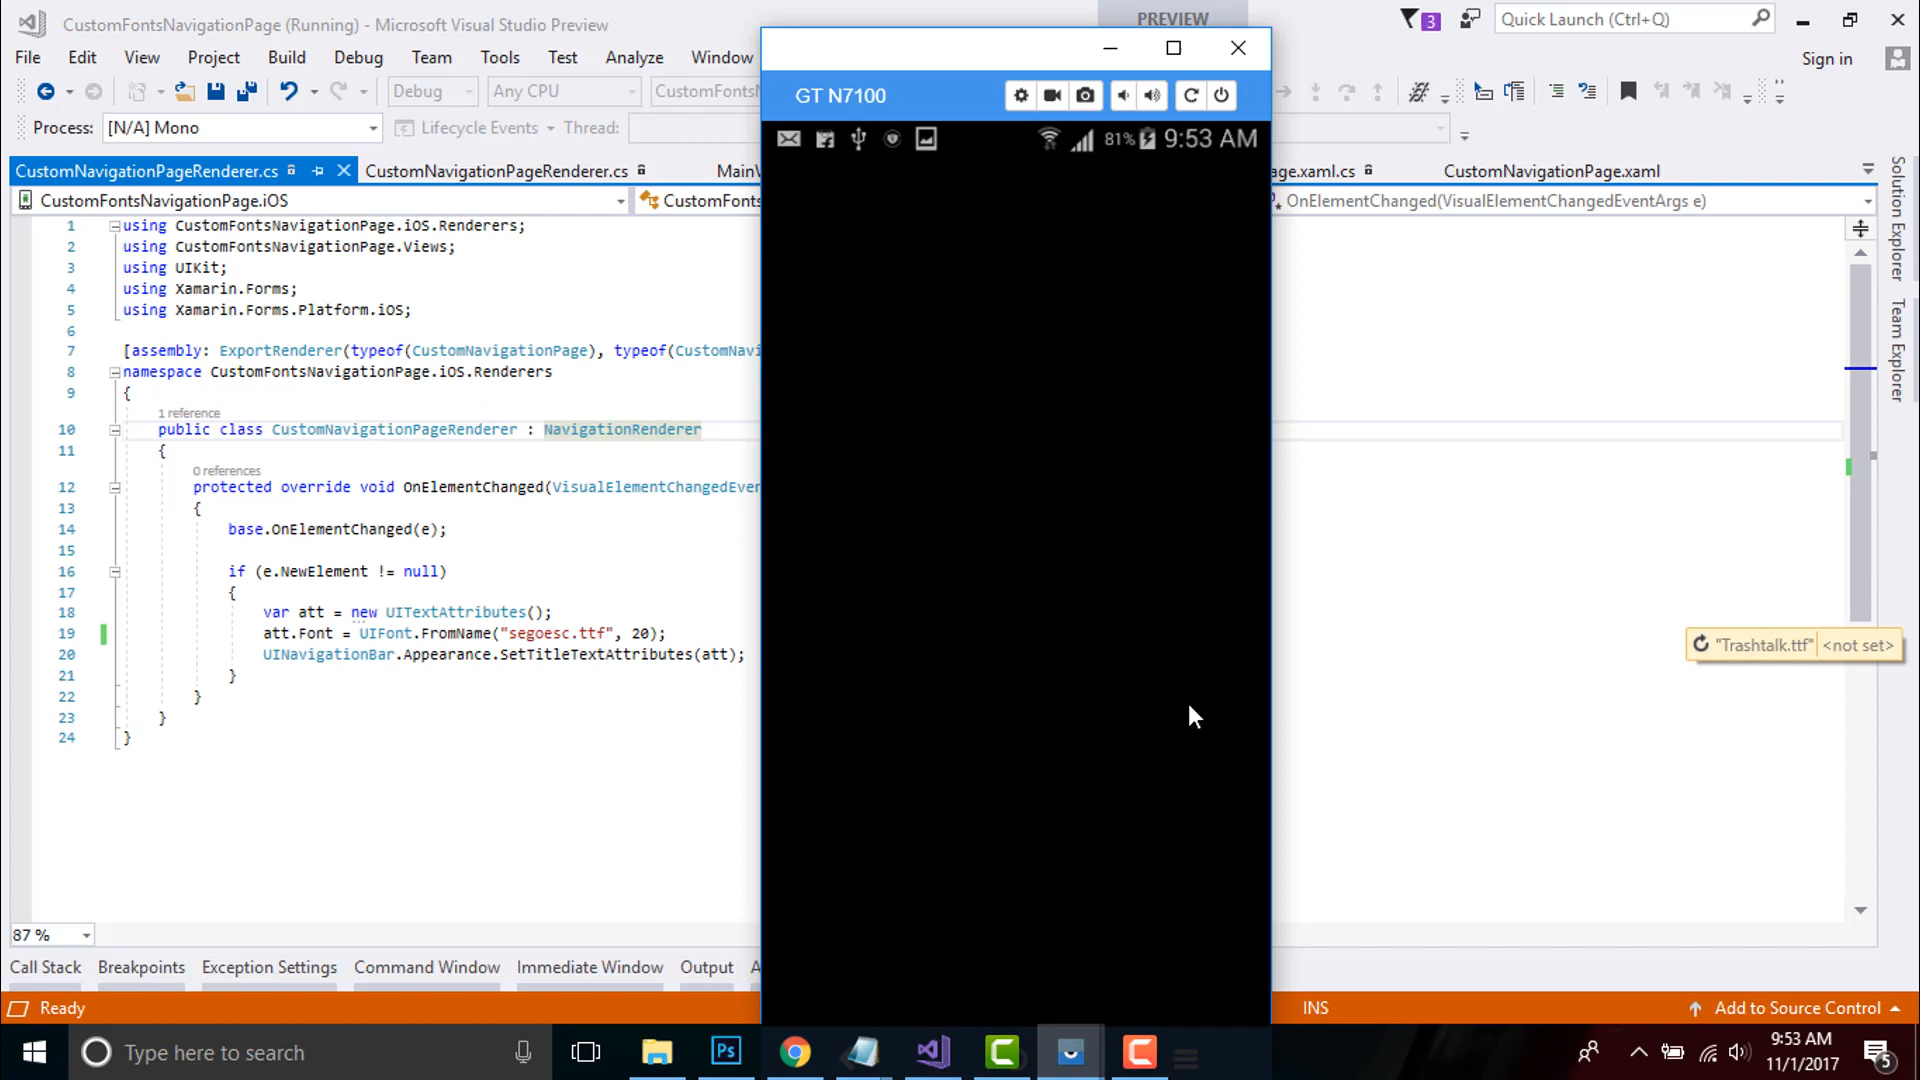 CustomFontsNavigationPage (Running) - Microsoft Visual Studio Preview
PREVIEW
3
Quick Launch (Ctrl+Q)
File Edit View Project Build Debug Team Tools Test Analyze Window
Sign in
Debug Any CPU CustomFonts
Process: [N/A] Mono Lifecycle Events Thread:
GT N7100
81% 9:53 AM
CustomNavigationPageRenderer.cs CustomNavigationPageRenderer.cs Main age.xaml.cs CustomNavigationPage.xaml
CustomFontsNavigationPage.iOS CustomFonts OnElementChanged(VisualElementChangedEventArgs e)
Solution Explorer
Team Explorer
1 using CustomFontsNavigationPage.iOS.Renderers;
2 using CustomFontsNavigationPage.Views;
3 using UIKit;
4 using Xamarin.Forms;
5 using Xamarin.Forms.Platform.iOS;
6
7 [assembly: ExportRenderer(typeof(CustomNavigationPage), typeof(CustomNavi
8 namespace CustomFontsNavigationPage.iOS.Renderers
9 {
1 reference
10 public class CustomNavigationPageRenderer : NavigationRenderer
11 {
0 references
12 protected override void OnElementChanged(VisualElementChangedEven
13 {
14 base.OnElementChanged(e);
15
16 if (e.NewElement != null)
17 {
18 var att = new UITextAttributes();
19 att.Font = UIFont.FromName("segoesc.ttf", 20);
20 UINavigationBar.Appearance.SetTitleTextAttributes(att);
21 }
22 }
23 }
24 }
"Trashtalk.ttf" <not set>
87 %
Call Stack Breakpoints Exception Settings Command Window Immediate Window Output A
Ready INS Add to Source Control
Type here to search
Ps
9:53 AM
11/1/2017
5